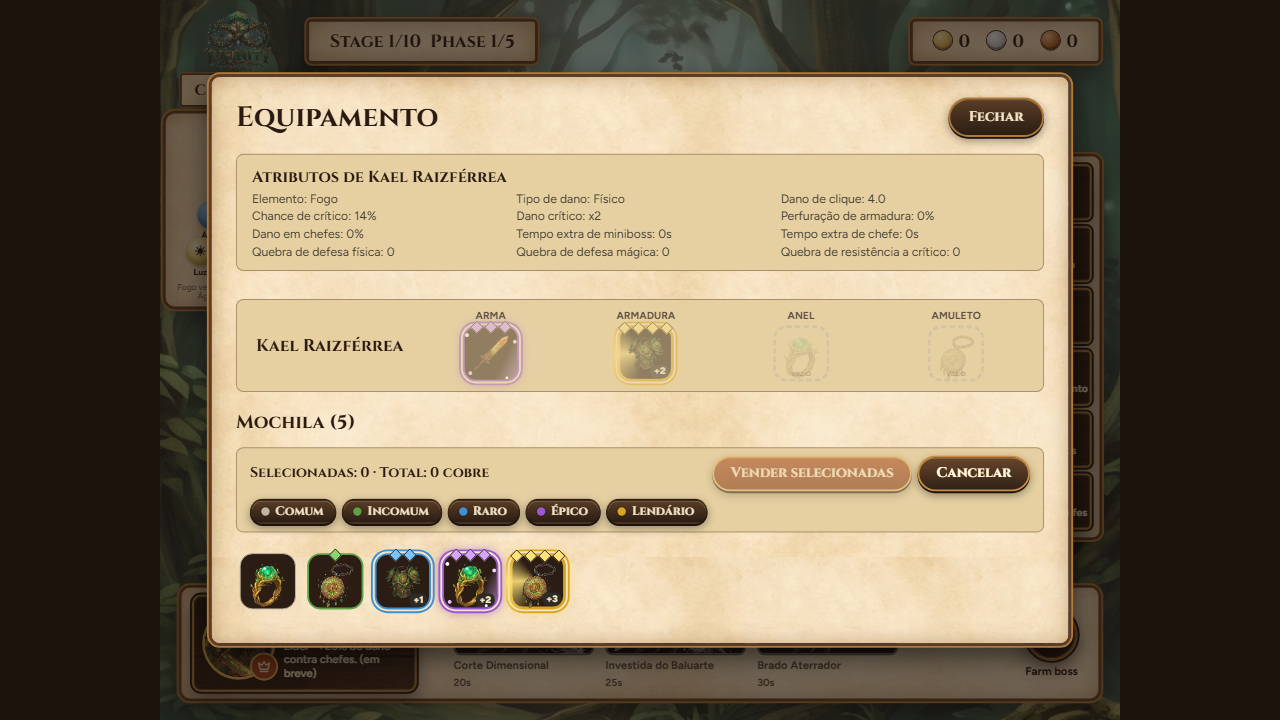 Stage 1/10 Phase 1/5
0 0 0
Equipamento
Fechar
Atributos de Kael Raizférrea
Elemento: Fogo
Tipo de dano: Físico
Dano de clique: 4.0
Chance de crítico: 14%
Dano crítico: x2
Perfuração de armadura: 0%
Dano em chefes: 0%
Tempo extra de miniboss: 0s
Tempo extra de chefe: 0s
Quebra de defesa física: 0
Quebra de defesa mágica: 0
Quebra de resistência a crítico: 0
ARMA
ARMADURA
ANEL
AMULETO
Kael Raizférrea
+2
Mochila (5)
Selecionadas: 0 · Total: 0 cobre
Vender selecionadas
Cancelar
Comum
Incomum
Raro
Épico
Lendário
+1
+2
+3
contra chefes. (em
breve)
Corte Dimensional
20s
Investida do Baluarte
25s
Brado Aterrador
30s
Farm boss